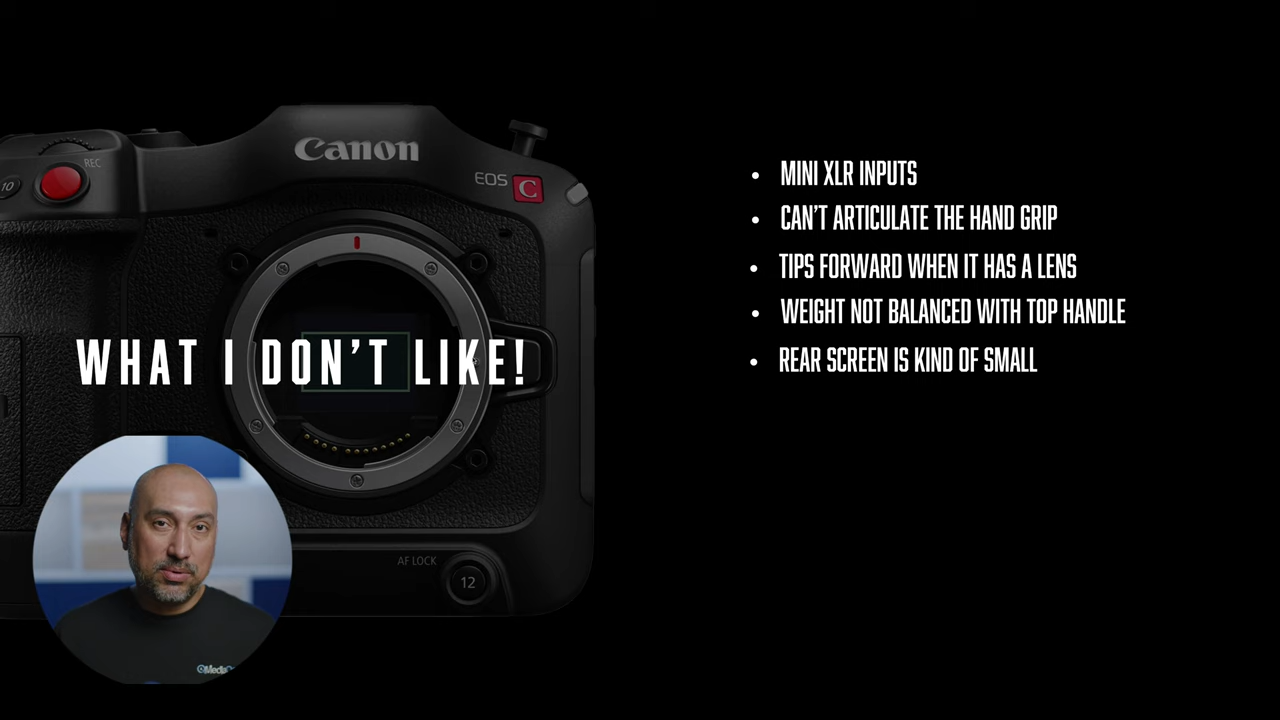 Canon
REC
10
EOS C
WHAT I DON'T LIKE!
AF LOCK
12
• MINI XLR INPUTS
• CAN'T ARTICULATE THE HAND GRIP
• TIPS FORWARD WHEN IT HAS A LENS
• WEIGHT NOT BALANCED WITH TOP HANDLE
• REAR SCREEN IS KIND OF SMALL